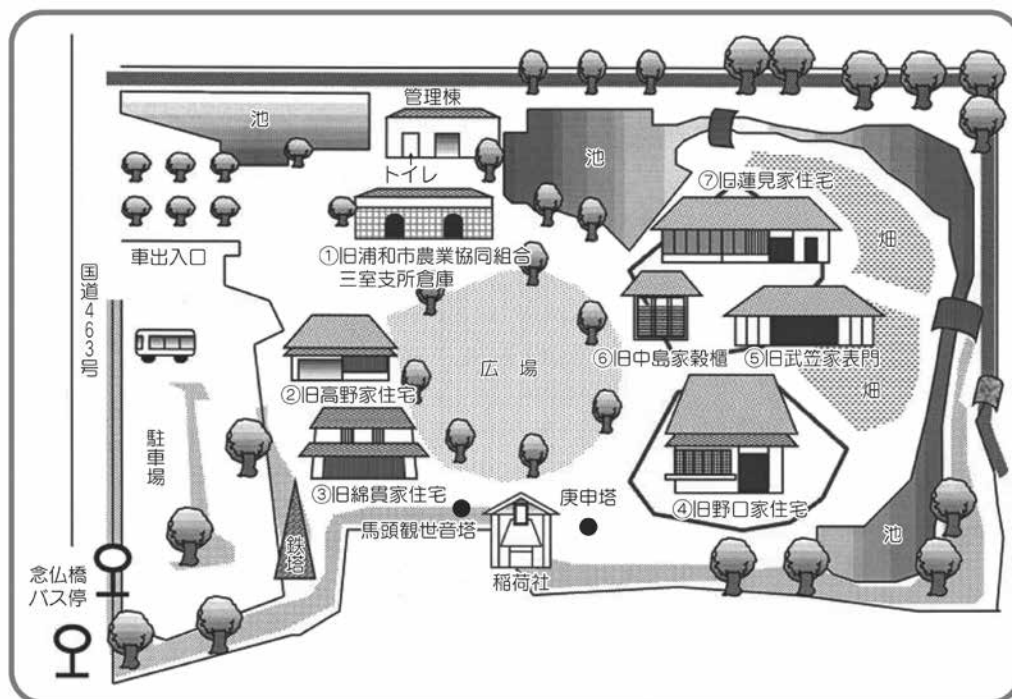 管理棟
池
トイレ
池
⑦旧蓮見家住宅
畑
車出入口
①旧浦和市農業協同組合
三室支所倉庫
国道463号
広場
⑥旧中島家穀櫃
⑤旧武笠家表門
②旧高野家住宅
畑
駐車場
③旧綿貫家住宅
馬頭観世音塔
庚申塔
④旧野口家住宅
鉄塔
池
稲荷社
念仏橋
バス停